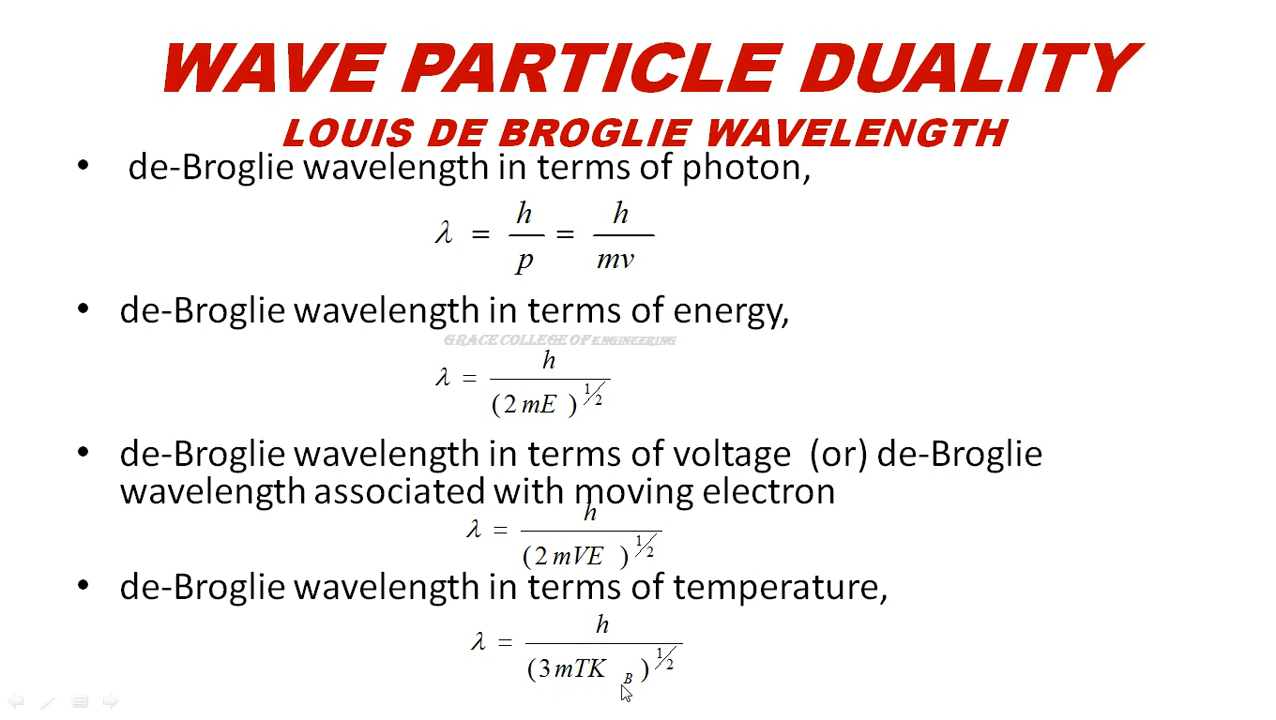 WAVE PARTICLE DUALITY
LOUIS DE BROGLIE WAVELENGTH
• de-Broglie wavelength in terms of photon,
λ = h/p = h/mv
• de-Broglie wavelength in terms of energy,
GRACE COLLEGE OF ENGINEERING
λ = h/(2mE)^1/2
• de-Broglie wavelength in terms of voltage (or) de-Broglie
wavelength associated with moving electron
λ = h/(2mVE)^1/2
• de-Broglie wavelength in terms of temperature,
λ = h/(3mTK_B)^1/2